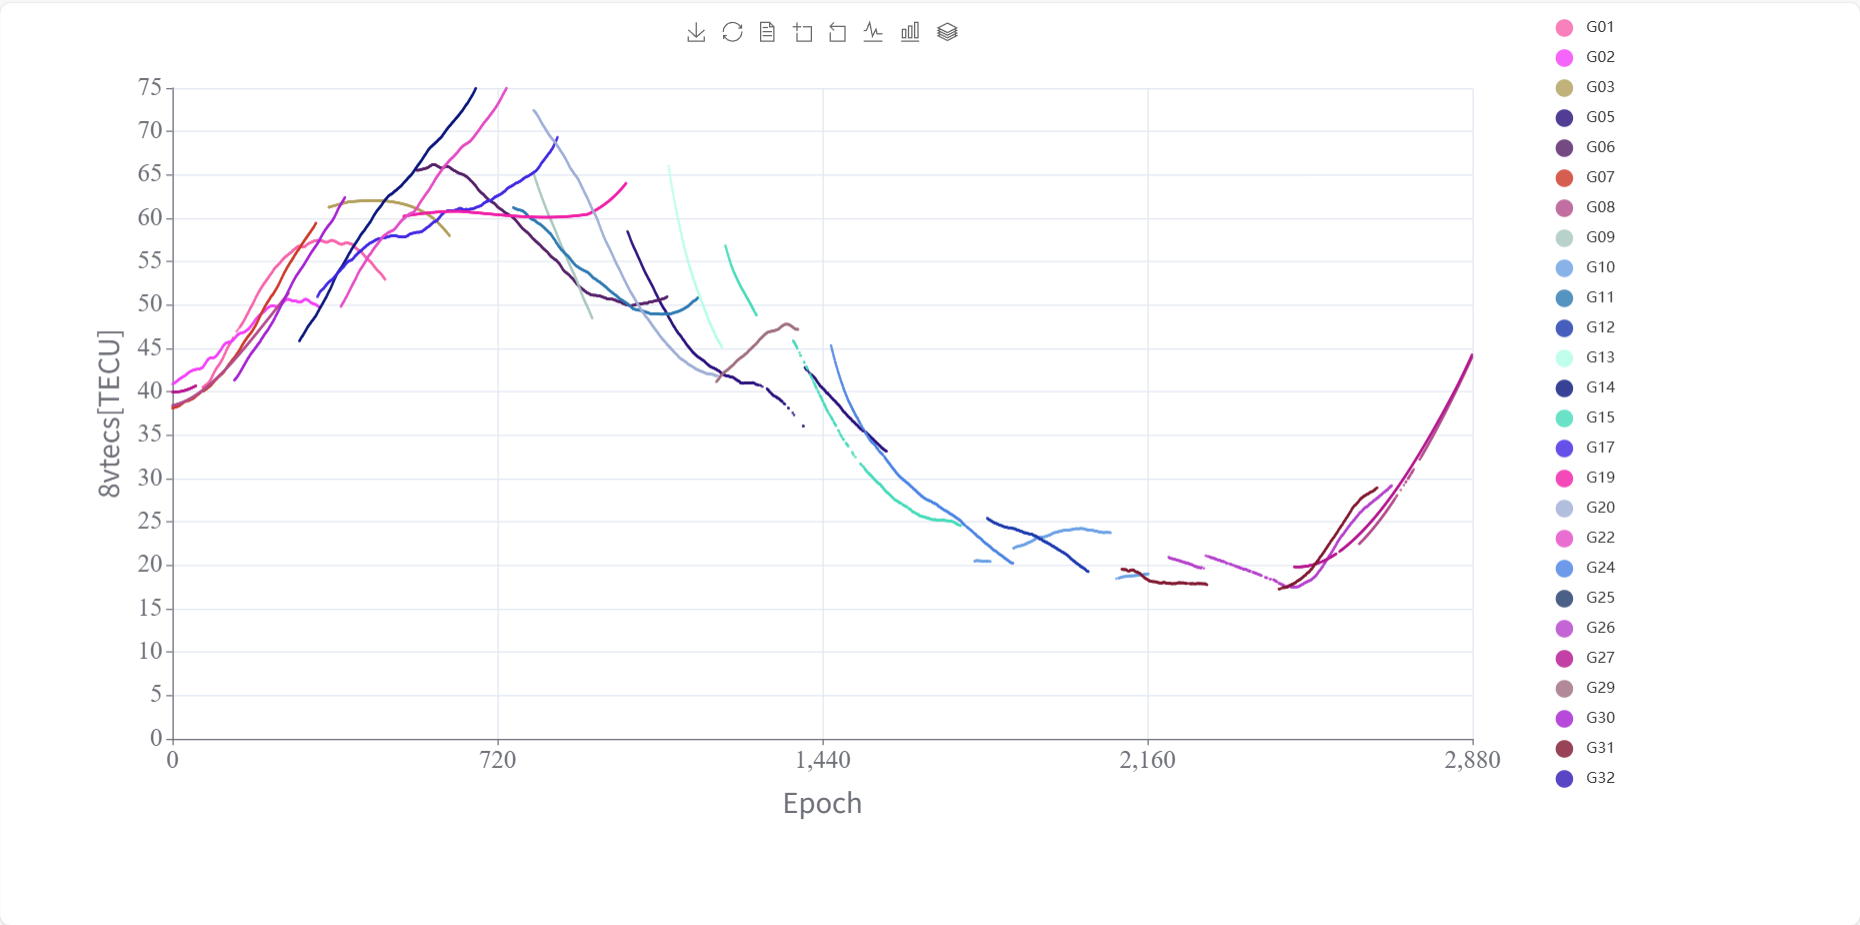 75
70
65
60
55
50
45
40
35
30
25
20
15
10
5
0
8vtecs[TECU]
0 720 1,440 2,160 2,880
Epoch
G01
G02
G03
G05
G06
G07
G08
G09
G10
G11
G12
G13
G14
G15
G17
G19
G20
G22
G24
G25
G26
G27
G29
G30
G31
G32